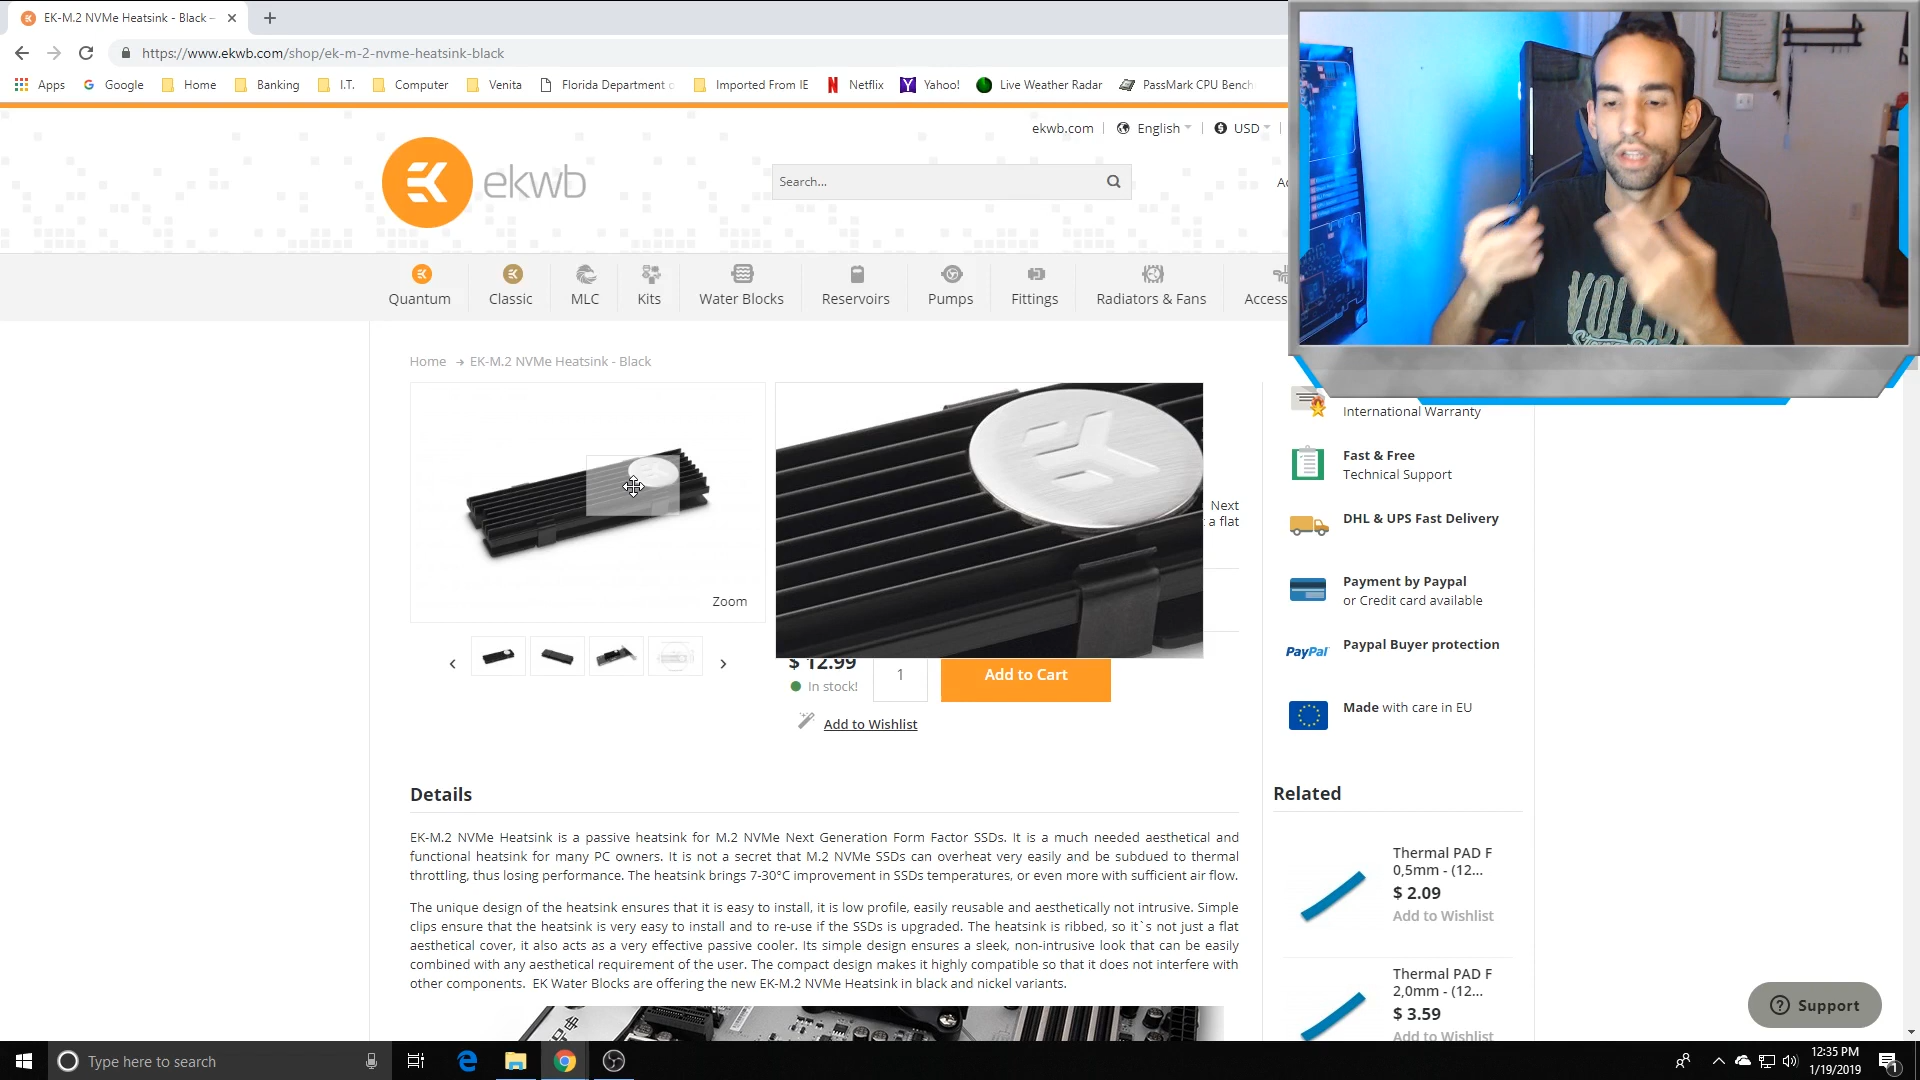 EK-M.2 NVMe Heatsink - Black –
https://www.ekwb.com/shop/ek-m-2-nvme-heatsink-black
Apps Google Home Banking I.T. Computer Venita Florida Department o Imported From IE Netflix Yahoo! Live Weather Radar PassMark CPU Bench
ekwb.com English USD
ekwb
Search...
Quantum Classic MLC Kits Water Blocks Reservoirs Pumps Fittings Radiators & Fans Access
Home → EK-M.2 NVMe Heatsink - Black
Zoom
Next
a flat
$ 12.99
In stock!
1
Add to Cart
Add to Wishlist
International Warranty
Fast & Free
Technical Support
DHL & UPS Fast Delivery
Payment by Paypal
or Credit card available
PayPal
Paypal Buyer protection
Made with care in EU
Details
EK-M.2 NVMe Heatsink is a passive heatsink for M.2 NVMe Next Generation Form Factor SSDs. It is a much needed aesthetical and
functional heatsink for many PC owners. It is not a secret that M.2 NVMe SSDs can overheat very easily and be subdued to thermal
throttling, thus losing performance. The heatsink brings 7-30°C improvement in SSDs temperatures, or even more with sufficient air flow.
The unique design of the heatsink ensures that it is easy to install, it is low profile, easily reusable and aesthetically not intrusive. Simple
clips ensure that the heatsink is very easy to install and to re-use if the SSDs is upgraded. The heatsink is ribbed, so it`s not just a flat
aesthetical cover, it also acts as a very effective passive cooler. Its simple design ensures a sleek, non-intrusive look that can be easily
combined with any aesthetical requirement of the user. The compact design makes it highly compatible so that it does not interfere with
other components. EK Water Blocks are offering the new EK-M.2 NVMe Heatsink in black and nickel variants.
Related
Thermal PAD F
0,5mm - (12...
$ 2.09
Add to Wishlist
Thermal PAD F
2,0mm - (12...
$ 3.59
Add to Wishlist
Support
Type here to search
12:35 PM
1/19/2019
1